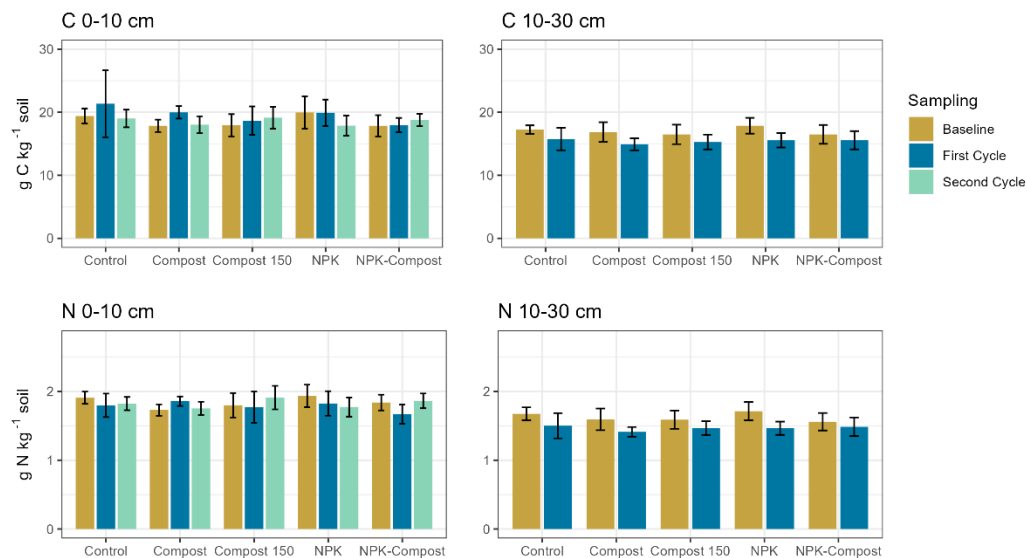 C 0-10 cm
C 10-30 cm
g C kg⁻¹ soil
30
20
10
0
Control Compost Compost 150 NPK NPK-Compost
30
20
10
0
Control Compost Compost 150 NPK NPK-Compost
Sampling
Baseline
First Cycle
Second Cycle
N 0-10 cm
N 10-30 cm
g N kg⁻¹ soil
2
1
0
Control Compost Compost 150 NPK NPK-Compost
2
1
0
Control Compost Compost 150 NPK NPK-Compost